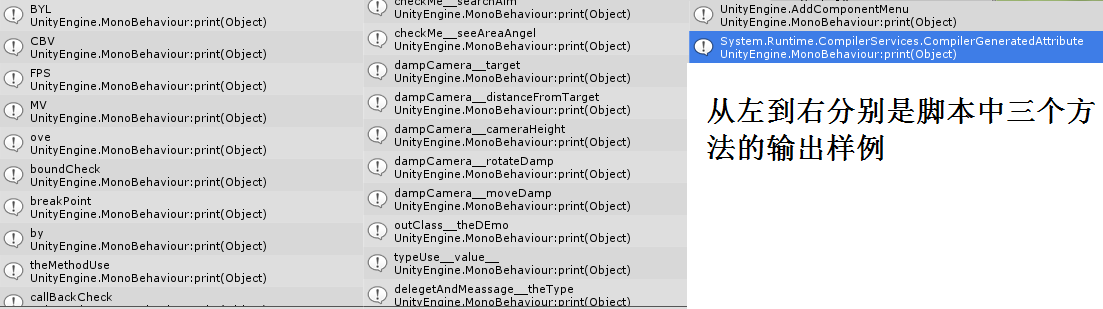 BYL
UnityEngine.MonoBehaviour:print(Object)
CBV
UnityEngine.MonoBehaviour:print(Object)
FPS
UnityEngine.MonoBehaviour:print(Object)
MV
UnityEngine.MonoBehaviour:print(Object)
ove
UnityEngine.MonoBehaviour:print(Object)
boundCheck
UnityEngine.MonoBehaviour:print(Object)
breakPoint
UnityEngine.MonoBehaviour:print(Object)
by
UnityEngine.MonoBehaviour:print(Object)
theMethodUse
UnityEngine.MonoBehaviour:print(Object)
callBackCheck
checkMe__searchAim
UnityEngine.MonoBehaviour:print(Object)
checkMe__seeAreaAngel
UnityEngine.MonoBehaviour:print(Object)
dampCamera__target
UnityEngine.MonoBehaviour:print(Object)
dampCamera__distanceFromTarget
UnityEngine.MonoBehaviour:print(Object)
dampCamera__cameraHeight
UnityEngine.MonoBehaviour:print(Object)
dampCamera__rotateDamp
UnityEngine.MonoBehaviour:print(Object)
dampCamera__moveDamp
UnityEngine.MonoBehaviour:print(Object)
outClass__theDEmo
UnityEngine.MonoBehaviour:print(Object)
typeUse__value__
UnityEngine.MonoBehaviour:print(Object)
delegetAndMeassage__theType
UnityEngine.MonoBehaviour:print(Object)
UnityEngine.AddComponentMenu
UnityEngine.MonoBehaviour:print(Object)
System.Runtime.CompilerServices.CompilerGeneratedAttribute
UnityEngine.MonoBehaviour:print(Object)
从左到右分别是脚本中三个方
法的输出样例